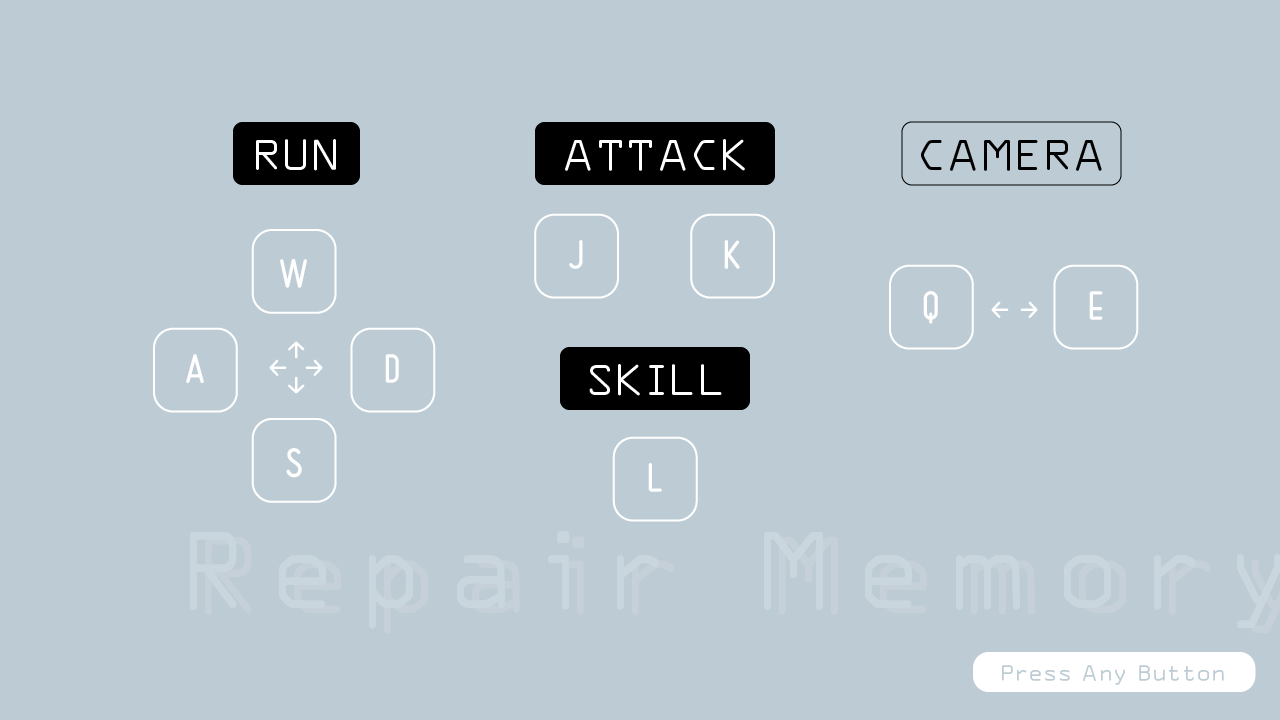 RUN
W
A
D
S
ATTACK
J
K
SKILL
L
CAMERA
Q
E
Repair Memory
Press Any Button